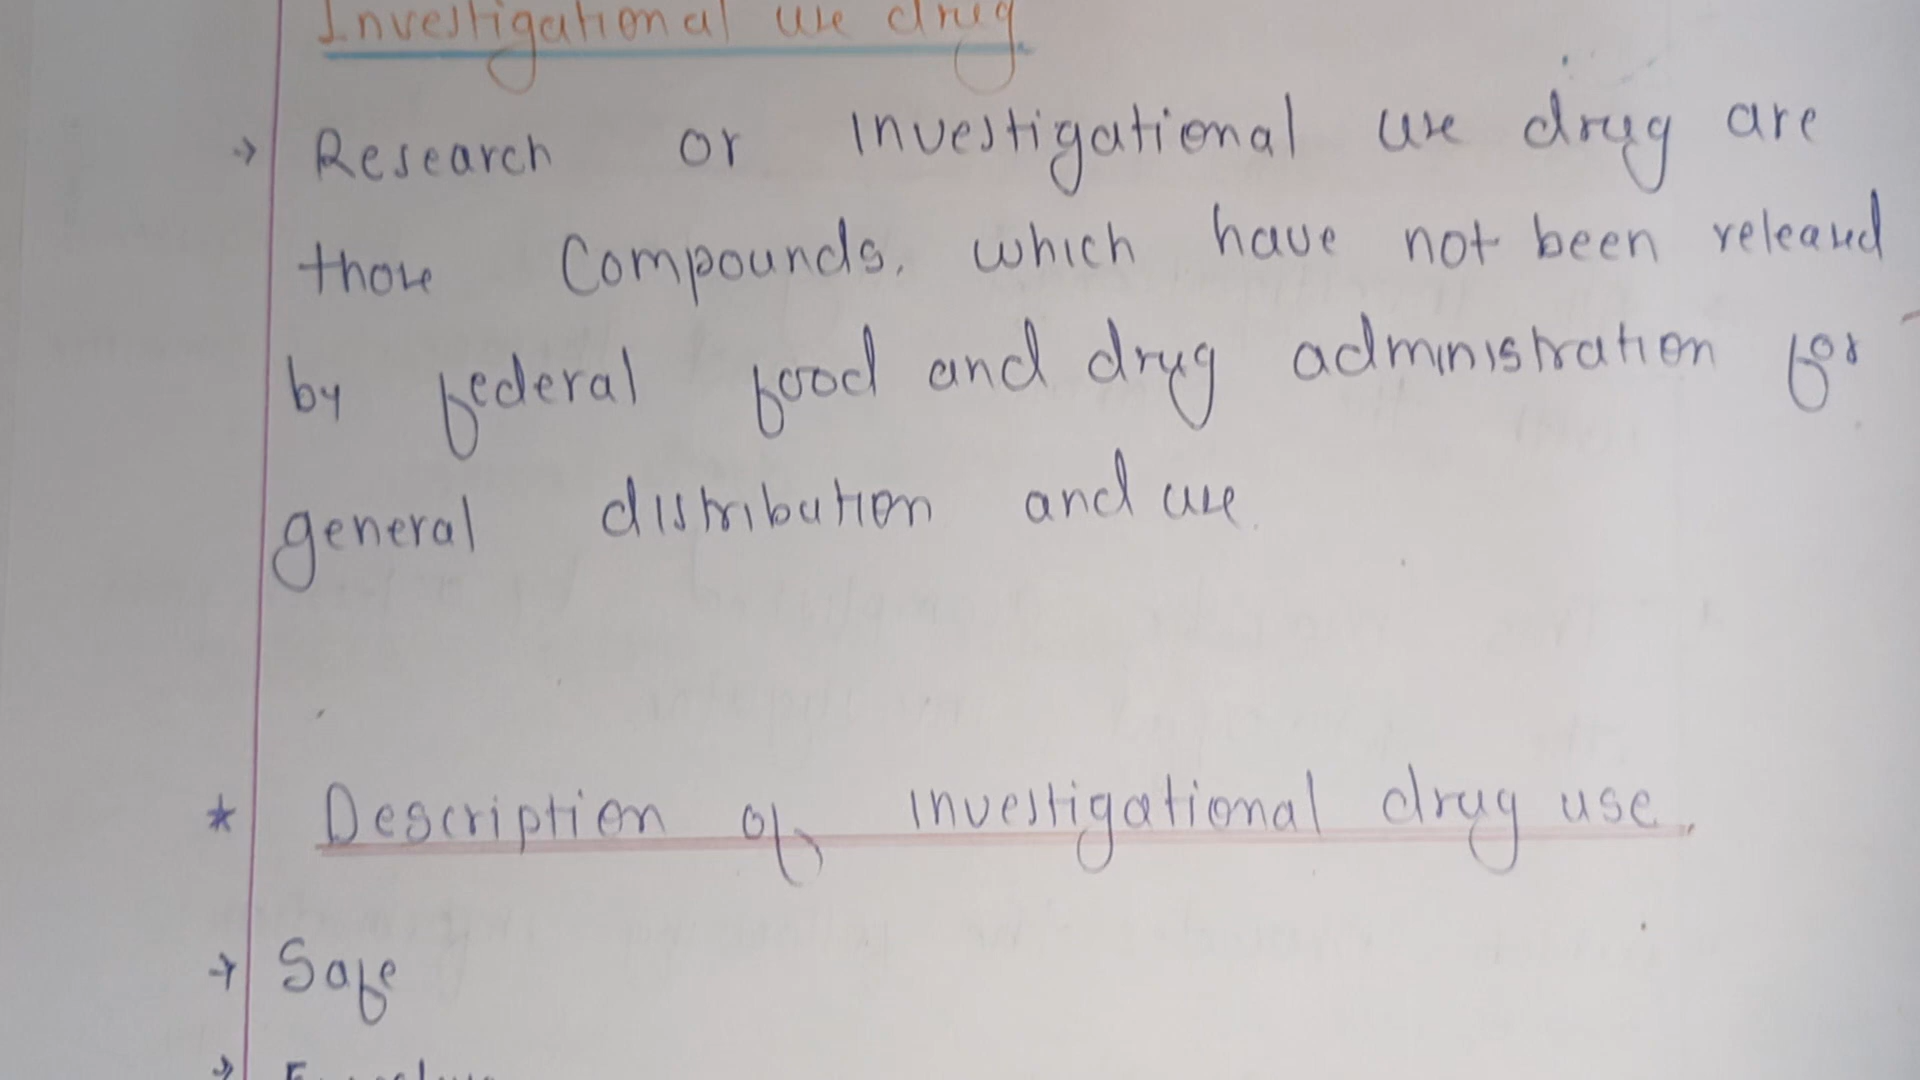 Investigational use drug
→ Research or investigational use drug are
those Compounds, which have not been released
by federal food and drug administration for
general distribution and use.
* Description of investigational drug use.
→ Safe
→